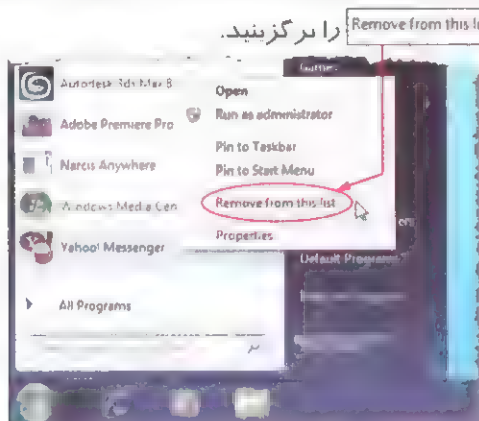 Remove from this li را برگزینید.
Games
Autodesk 3ds Max 8
Open
Run as administrator
Adobe Premiere Pro
Pin to Taskbar
Narcis Anywhere
Pin to Start Menu
Windows Media Cen
Remove from this list
Yahoo! Messenger
Properties
Default Programs
All Programs